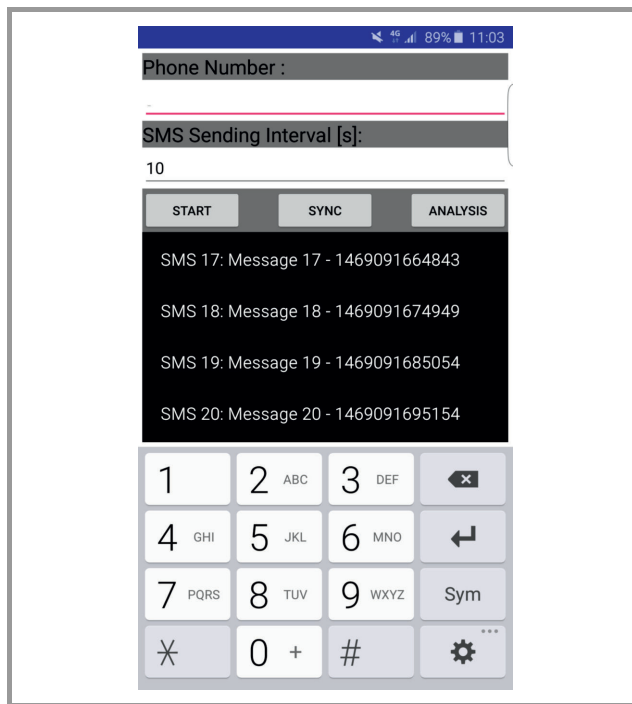 4G 89% 11:03
Phone Number :
SMS Sending Interval [s]:
10
START SYNC ANALYSIS
SMS 17: Message 17 - 1469091664843
SMS 18: Message 18 - 1469091674949
SMS 19: Message 19 - 1469091685054
SMS 20: Message 20 - 1469091695154
1 2 ABC 3 DEF
4 GHI 5 JKL 6 MNO
7 PQRS 8 TUV 9 WXYZ Sym
* 0 + #